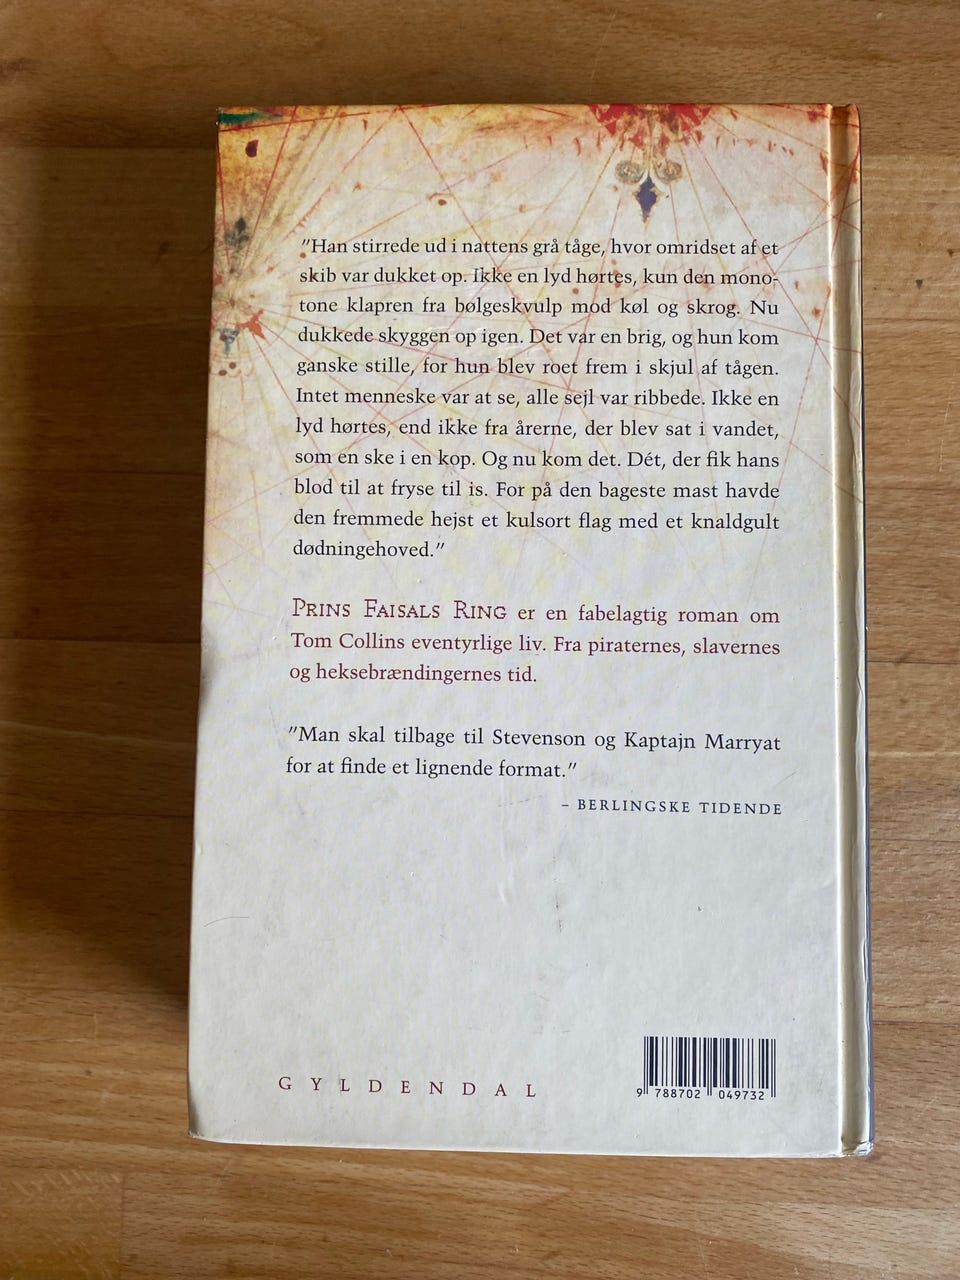 "Han stirrede ud i nattens grå tåge, hvor omridset af et
skib var dukket op. Ikke en lyd hørtes, kun den mono-
tone klapren fra bølgeskvulp mod køl og skrog. Nu
dukkede skyggen op igen. Det var en brig, og hun kom
ganske stille, for hun blev roet frem i skjul af tågen.
Intet menneske var at se, alle sejl var ribbede. Ikke en
lyd hørtes, end ikke fra årerne, der blev sat i vandet,
som en ske i en kop. Og nu kom det. Dét, der fik hans
blod til at fryse til is. For på den bageste mast havde
den fremmede hejst et kulsort flag med et knaldgult
dødningehoved."
PRINS FAISALS RING er en fabelagtig roman om
Tom Collins eventyrlige liv. Fra piraternes, slavernes
og heksebrændingernes tid.
"Man skal tilbage til Stevenson og Kaptajn Marryat
for at finde et lignende format."
– BERLINGSKE TIDENDE
GYLDENDAL
9 788702 049732